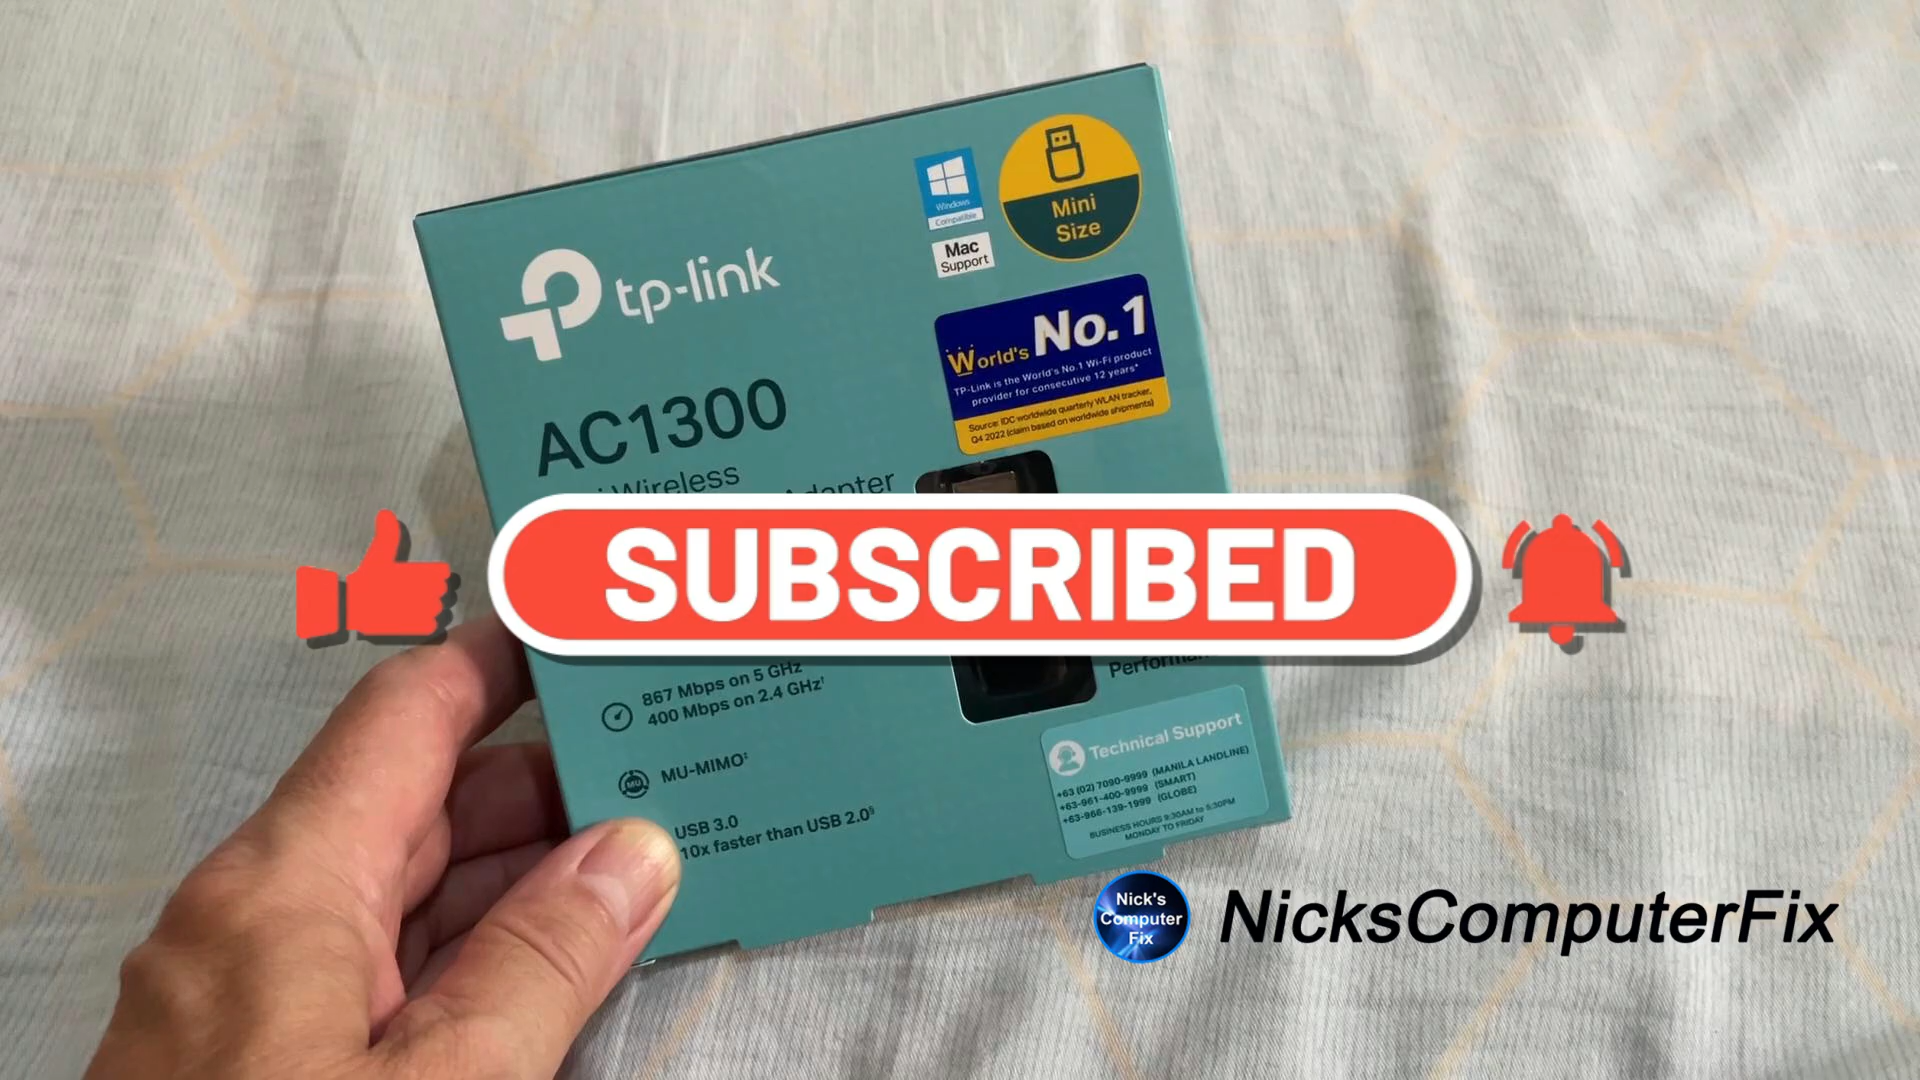 Windows
Compatible
Mac
Support
Mini
Size
tp-link
World's No.1
TP-Link is the World's No.1 Wi-Fi product
provider for consecutive 12 years*
Source: IDC worldwide quarterly WLAN tracker,
Q4 2022 (claim based on worldwide shipments)
AC1300
Wireless
Adapter
SUBSCRIBED
867 Mbps on 5 GHz
400 Mbps on 2.4 GHz†
MU
MU-MIMO‡
USB 3.0
10x faster than USB 2.0§
Technical Support
+63 (02) 7090-9999 (MANILA LANDLINE)
+63-961-400-9999 (SMART)
+63-966-139-1999 (GLOBE)
BUSINESS HOURS 9:30AM to 5:30PM
MONDAY TO FRIDAY
Nick's
Computer
Fix
NicksComputerFix